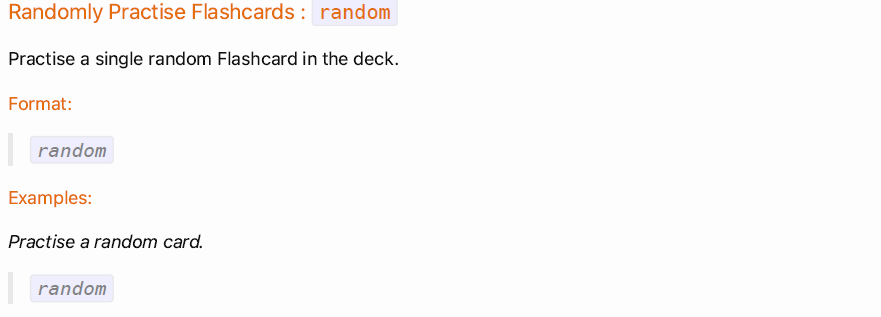 Randomly Practise Flashcards : random
Practise a single random Flashcard in the deck.
Format:
random
Examples:
Practise a random card.
random